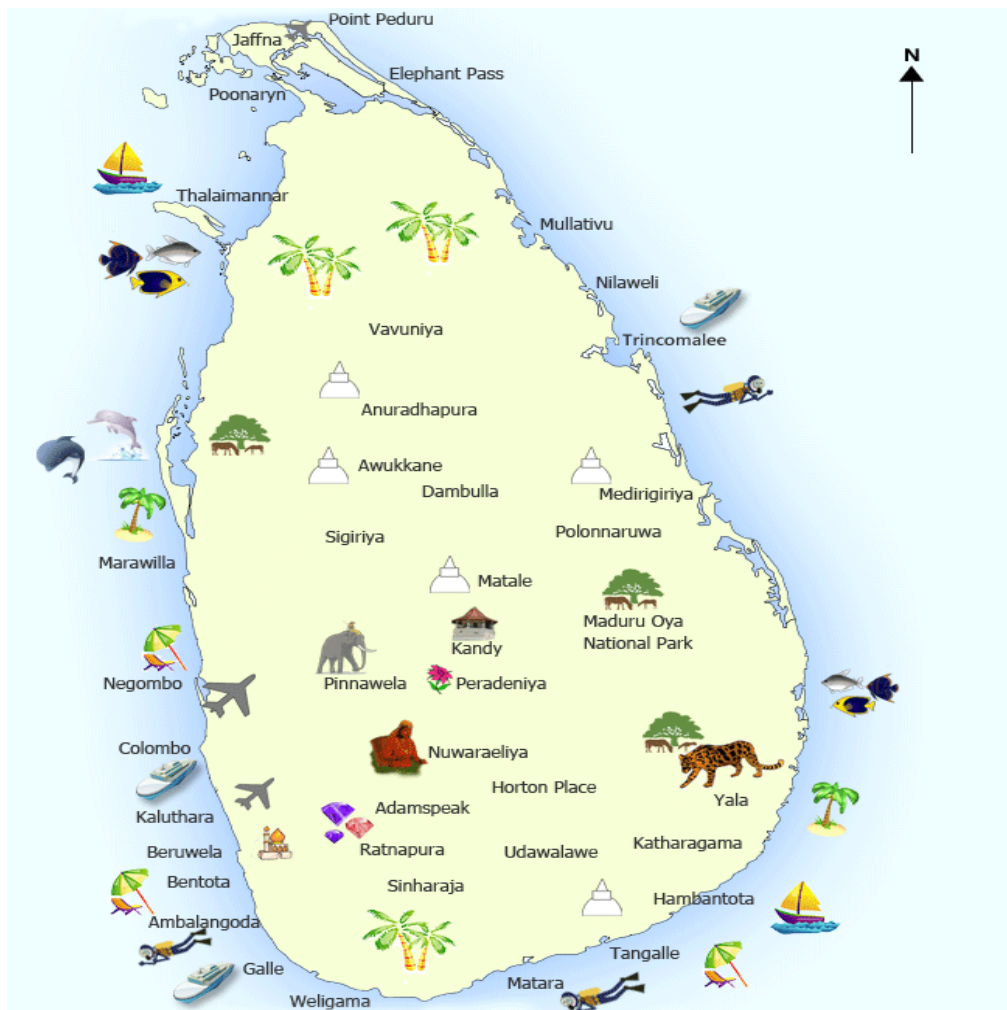 Point Peduru
Jaffna
N
Elephant Pass
Poonaryn
Thalaimannar
Mullativu
Nilaweli
Vavuniya
Trincomalee
Anuradhapura
Awukkane
Dambulla
Medirigiriya
Sigiriya
Polonnaruwa
Marawilla
Matale
Maduru Oya
National Park
Kandy
Negombo
Pinnawela
Peradeniya
Colombo
Nuwaraeliya
Horton Place
Yala
Kaluthara
Adamspeak
Beruwela
Ratnapura
Udawalawe
Katharagama
Bentota
Sinharaja
Hambantota
Ambalangoda
Tangalle
Galle
Matara
Weligama